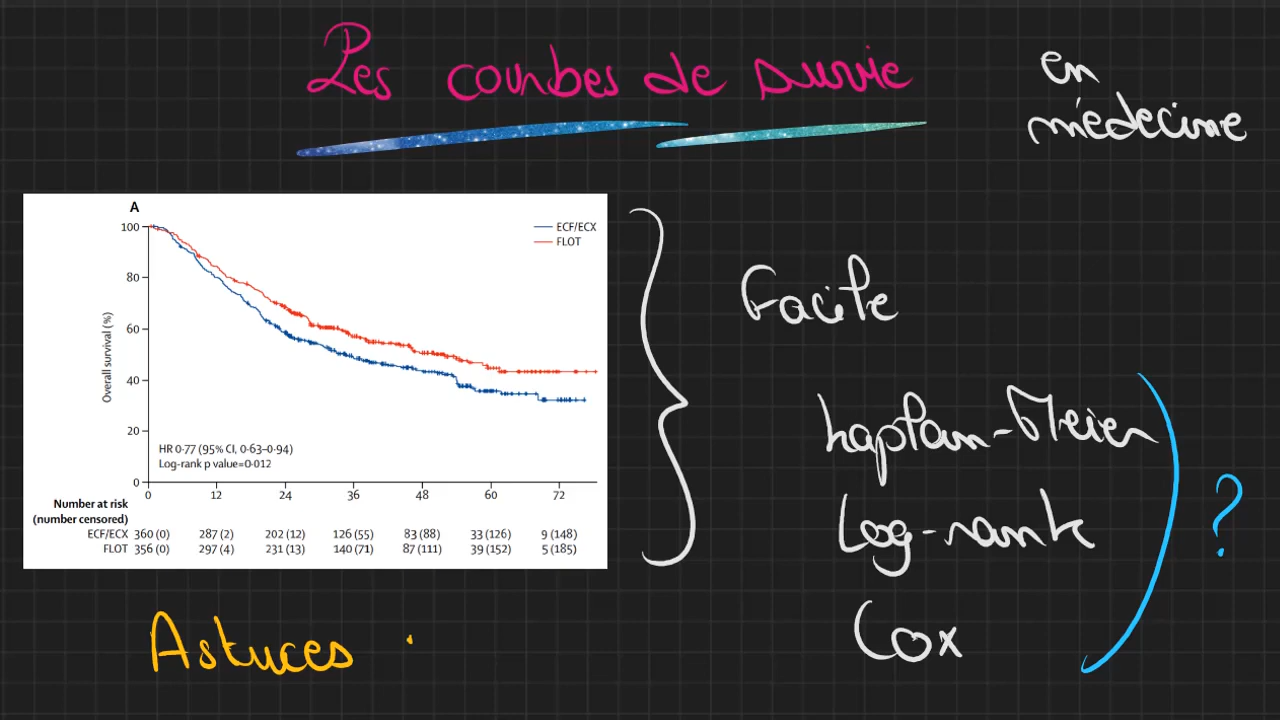 Les courbes de survie
en
médecine
A
100
80
60
40
20
0
Overall survival (%)
ECF/ECX
FLOT
HR 0·77 (95% CI, 0·63–0·94)
Log-rank p value=0·012
0 12 24 36 48 60 72
Number at risk
(number censored)
ECF/ECX 360 (0) 287 (2) 202 (12) 126 (55) 83 (88) 33 (126) 9 (148)
FLOT 356 (0) 297 (4) 231 (13) 140 (71) 87 (111) 39 (152) 5 (185)
Facile
Kaplan-Meier
Log-rank
Cox
?
Astuces :